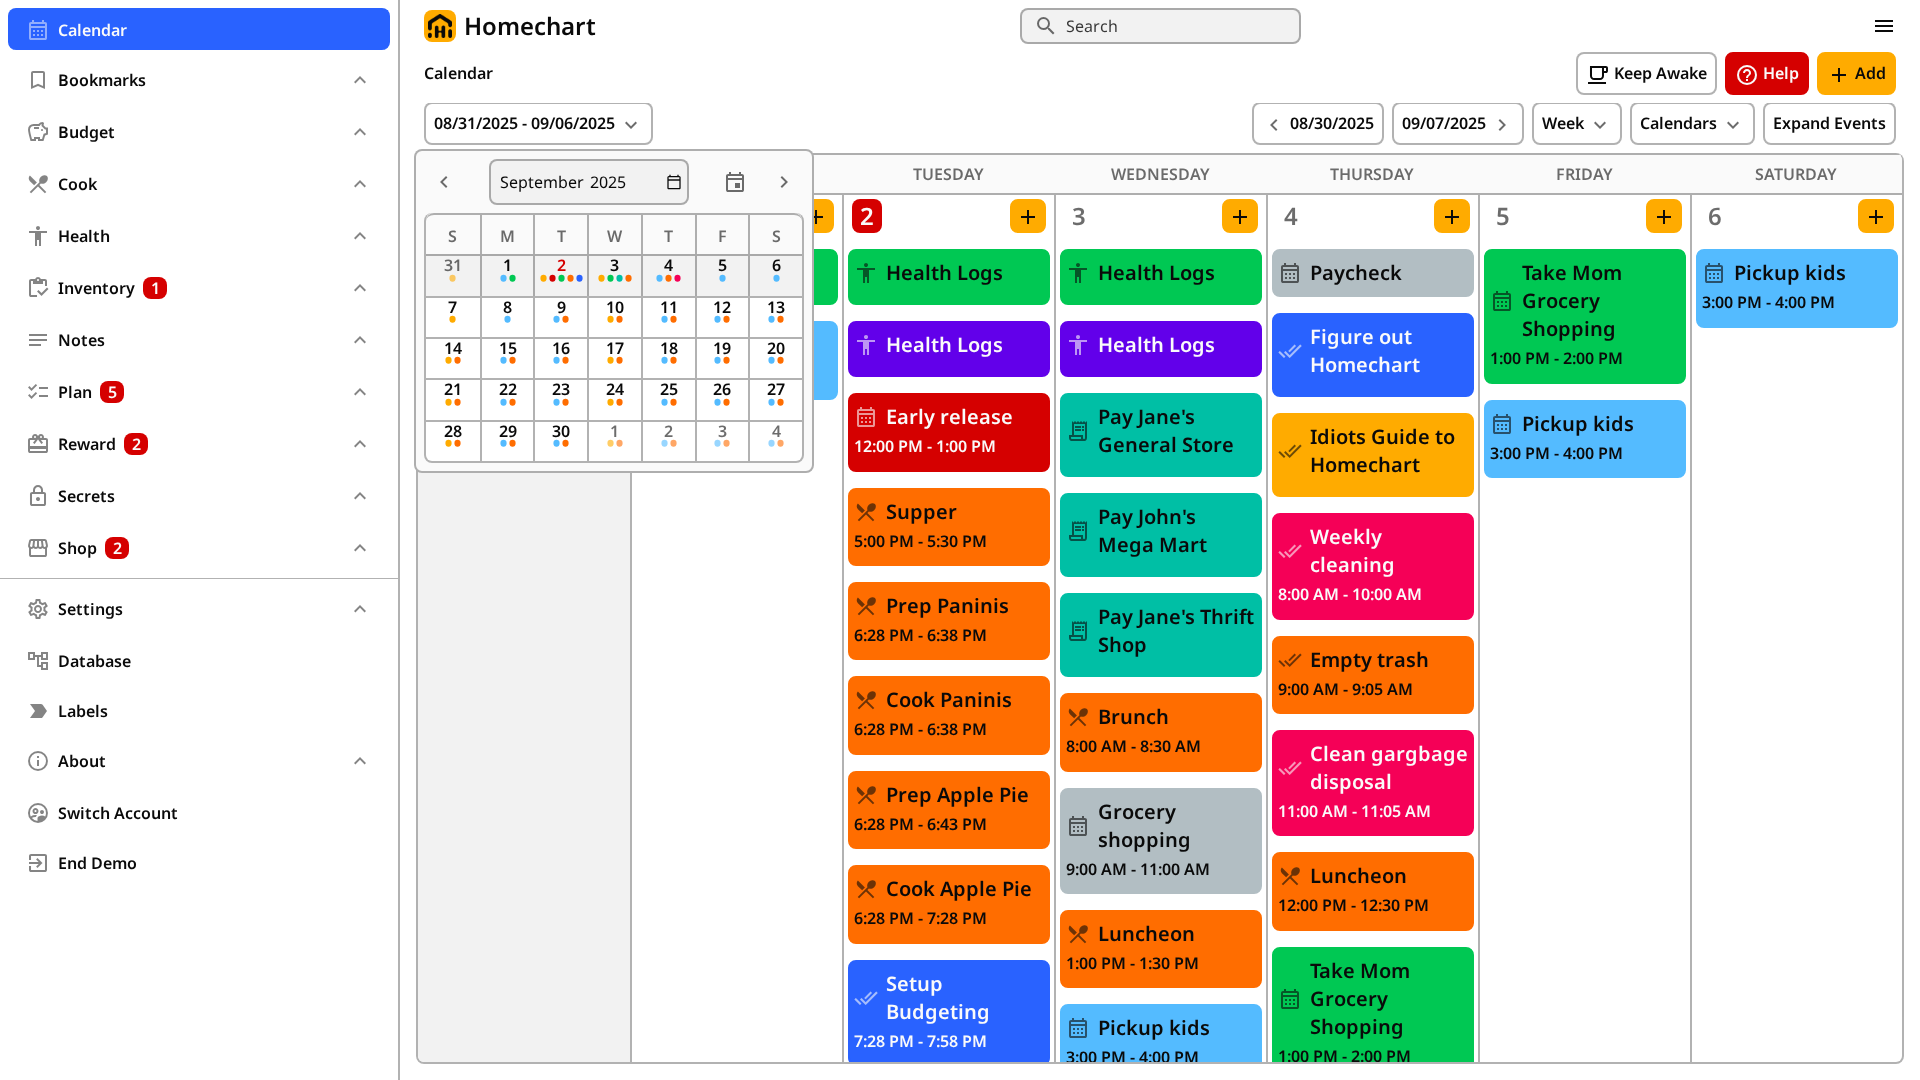 Calendar
Bookmarks
Budget
Cook
Health
Inventory 1
Notes
Plan 5
Reward 2
Secrets
Shop 2
Settings
Database
Labels
About
Switch Account
End Demo
Homechart
Search
Calendar
Keep Awake
Help
Add
08/31/2025 - 09/06/2025
08/30/2025
09/07/2025
Week
Calendars
Expand Events
September 2025
S M T W T F S
31 1 2 3 4 5 6
7 8 9 10 11 12 13
14 15 16 17 18 19 20
21 22 23 24 25 26 27
28 29 30 1 2 3 4
TUESDAY
WEDNESDAY
THURSDAY
FRIDAY
SATURDAY
2
Health Logs
Health Logs
Early release
12:00 PM - 1:00 PM
Supper
5:00 PM - 5:30 PM
Prep Paninis
6:28 PM - 6:38 PM
Cook Paninis
6:28 PM - 6:38 PM
Prep Apple Pie
6:28 PM - 6:43 PM
Cook Apple Pie
6:28 PM - 7:28 PM
Setup
Budgeting
7:28 PM - 7:58 PM
3
Health Logs
Health Logs
Pay Jane's
General Store
Pay John's
Mega Mart
Pay Jane's Thrift
Shop
Brunch
8:00 AM - 8:30 AM
Grocery
shopping
9:00 AM - 11:00 AM
Luncheon
1:00 PM - 1:30 PM
Pickup kids
3:00 PM - 4:00 PM
4
Paycheck
Figure out
Homechart
Idiots Guide to
Homechart
Weekly
cleaning
8:00 AM - 10:00 AM
Empty trash
9:00 AM - 9:05 AM
Clean gargbage
disposal
11:00 AM - 11:05 AM
Luncheon
12:00 PM - 12:30 PM
Take Mom
Grocery
Shopping
1:00 PM - 2:00 PM
5
Take Mom
Grocery
Shopping
1:00 PM - 2:00 PM
Pickup kids
3:00 PM - 4:00 PM
6
Pickup kids
3:00 PM - 4:00 PM